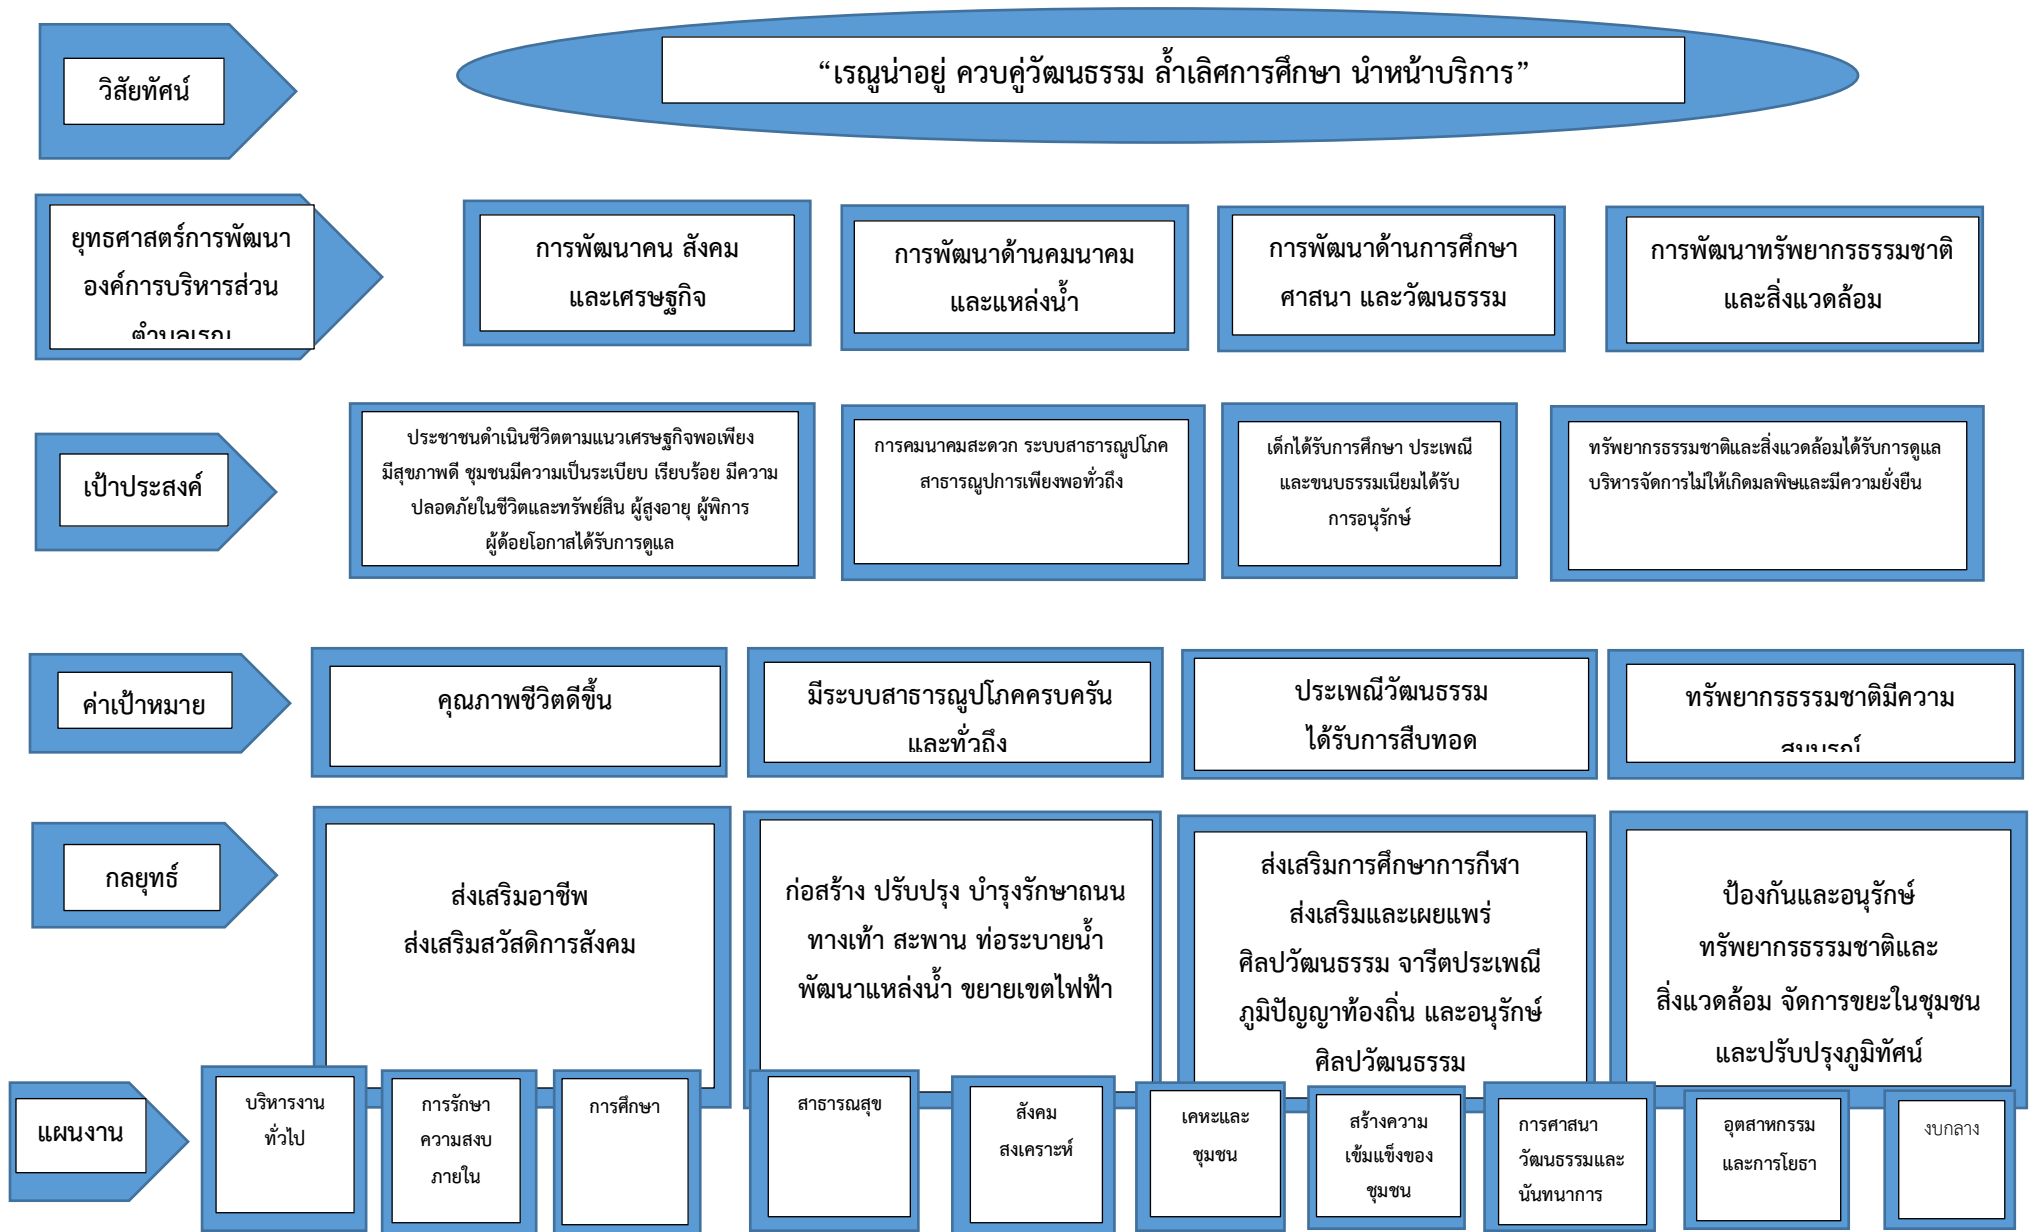 วิสัยทัศน์
“เรณูน่าอยู่ ควบคู่วัฒนธรรม ล้ำเลิศการศึกษา นำหน้าบริการ”
ยุทธศาสตร์การพัฒนา
องค์การบริหารส่วน
ตำบลเรณู
การพัฒนาคน สังคม
และเศรษฐกิจ
การพัฒนาด้านคมนาคม
และแหล่งน้ำ
การพัฒนาด้านการศึกษา
ศาสนา และวัฒนธรรม
การพัฒนาทรัพยากรธรรมชาติ
และสิ่งแวดล้อม
เป้าประสงค์
ประชาชนดำเนินชีวิตตามแนวเศรษฐกิจพอเพียง
มีสุขภาพดี ชุมชนมีความเป็นระเบียบ เรียบร้อย มีความ
ปลอดภัยในชีวิตและทรัพย์สิน ผู้สูงอายุ ผู้พิการ
ผู้ด้อยโอกาสได้รับการดูแล
การคมนาคมสะดวก ระบบสาธารณูปโภค
สาธารณูปการเพียงพอทั่วถึง
เด็กได้รับการศึกษา ประเพณี
และขนบธรรมเนียมได้รับ
การอนุรักษ์
ทรัพยากรธรรมชาติและสิ่งแวดล้อมได้รับการดูแล
บริหารจัดการไม่ให้เกิดมลพิษและมีความยั่งยืน
ค่าเป้าหมาย
คุณภาพชีวิตดีขึ้น
มีระบบสาธารณูปโภคครบครัน
และทั่วถึง
ประเพณีวัฒนธรรม
ได้รับการสืบทอด
ทรัพยากรธรรมชาติมีความ
สมบูรณ์
กลยุทธ์
ส่งเสริมอาชีพ
ส่งเสริมสวัสดิการสังคม
ก่อสร้าง ปรับปรุง บำรุงรักษาถนน
ทางเท้า สะพาน ท่อระบายน้ำ
พัฒนาแหล่งน้ำ ขยายเขตไฟฟ้า
ส่งเสริมการศึกษาการกีฬา
ส่งเสริมและเผยแพร่
ศิลปวัฒนธรรม จารีตประเพณี
ภูมิปัญญาท้องถิ่น และอนุรักษ์
ศิลปวัฒนธรรม
ป้องกันและอนุรักษ์
ทรัพยากรธรรมชาติและ
สิ่งแวดล้อม จัดการขยะในชุมชน
และปรับปรุงภูมิทัศน์
แผนงาน
บริหารงาน
ทั่วไป
การรักษา
ความสงบ
ภายใน
การศึกษา
สาธารณสุข
สังคม
สงเคราะห์
เคหะและ
ชุมชน
สร้างความ
เข้มแข็งของ
ชุมชน
การศาสนา
วัฒนธรรมและ
นันทนาการ
อุตสาหกรรม
และการโยธา
งบกลาง